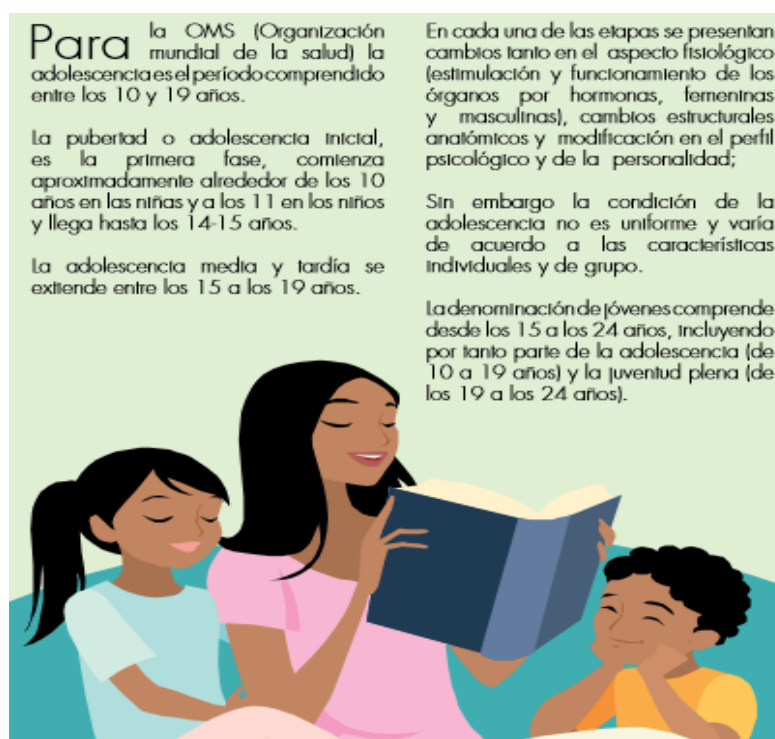 Para la OMS (Organización
mundial de la salud) la
adolescencia es el período comprendido
entre los 10 y 19 años.
La pubertad o adolescencia inicial,
es la primera fase, comienza
aproximadamente alrededor de los 10
años en las niñas y a los 11 en los niños
y llega hasta los 14-15 años.
La adolescencia media y tardía se
extiende entre los 15 a los 19 años.
En cada una de las etapas se presentan
cambios tanto en el aspecto fisiológico
(estimulación y funcionamiento de los
órganos por hormonas, femeninas
y masculinas), cambios estructurales
anatómicos y modificación en el perfil
psicológico y de la personalidad;
Sin embargo la condición de la
adolescencia no es uniforme y varía
de acuerdo a las características
individuales y de grupo.
La denominación de jóvenes comprende
desde los 15 a los 24 años, incluyendo
por tanto parte de la adolescencia (de
10 a 19 años) y la juventud plena (de
los 19 a los 24 años).